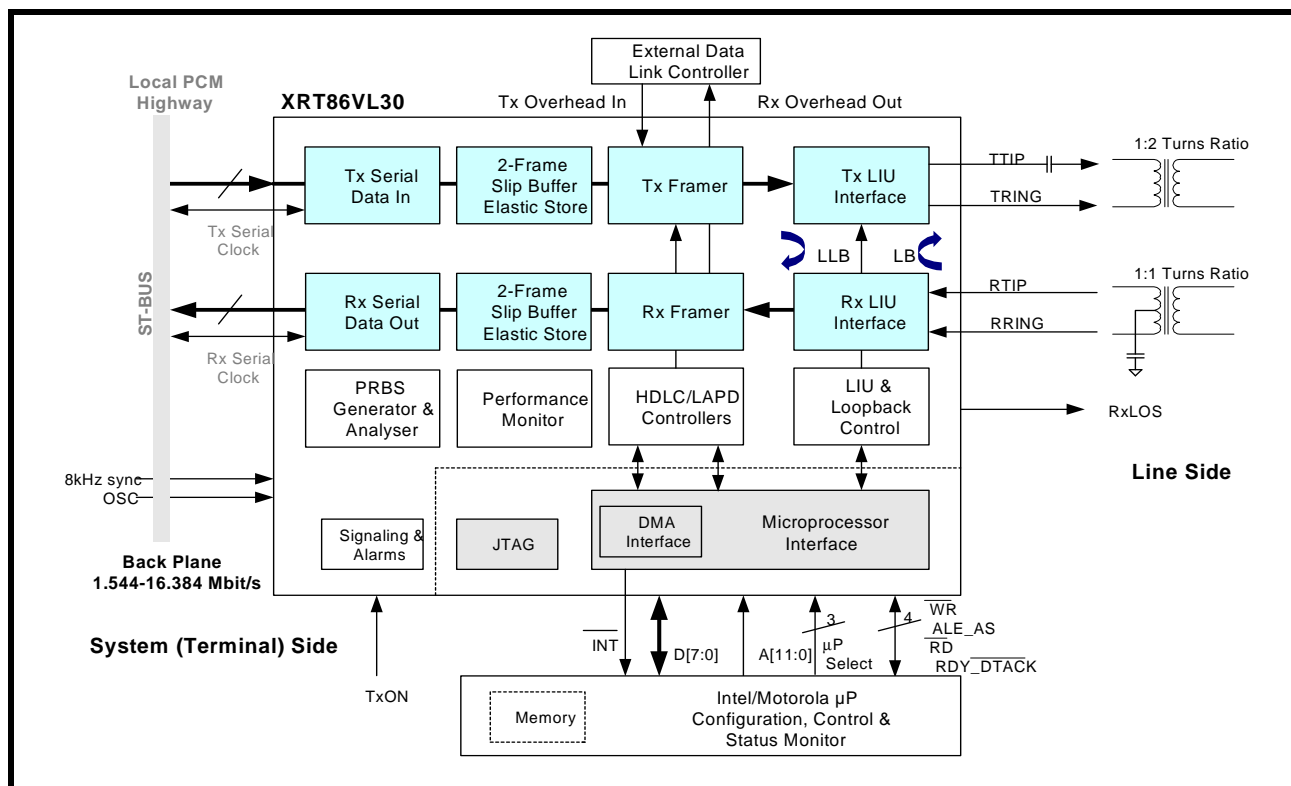 External Data
Link Controller
Local PCM
Highway
XRT86VL30
Tx Overhead In
Rx Overhead Out
1:2 Turns Ratio
Tx Serial
Data In
2-Frame
Slip Buffer
Elastic Store
Tx Framer
Tx LIU
Interface
TTIP
TRING
Tx Serial
Clock
LLB
LB
1:1 Turns Ratio
ST-BUS
Rx Serial
Data Out
2-Frame
Slip Buffer
Elastic Store
Rx Framer
Rx LIU
Interface
RTIP
RRING
Rx Serial
Clock
PRBS
Generator &
Analyser
Performance
Monitor
HDLC/LAPD
Controllers
LIU &
Loopback
Control
RxLOS
8kHz sync
OSC
Line Side
Signaling &
Alarms
JTAG
DMA
Interface
Microprocessor
Interface
Back Plane
1.544-16.384 Mbit/s
System (Terminal) Side
TxON
INT
D[7:0]
A[11:0]
3
µP
Select
4
WR
ALE_AS
RD
RDY_DTACK
Memory
Intel/Motorola µP
Configuration, Control &
Status Monitor